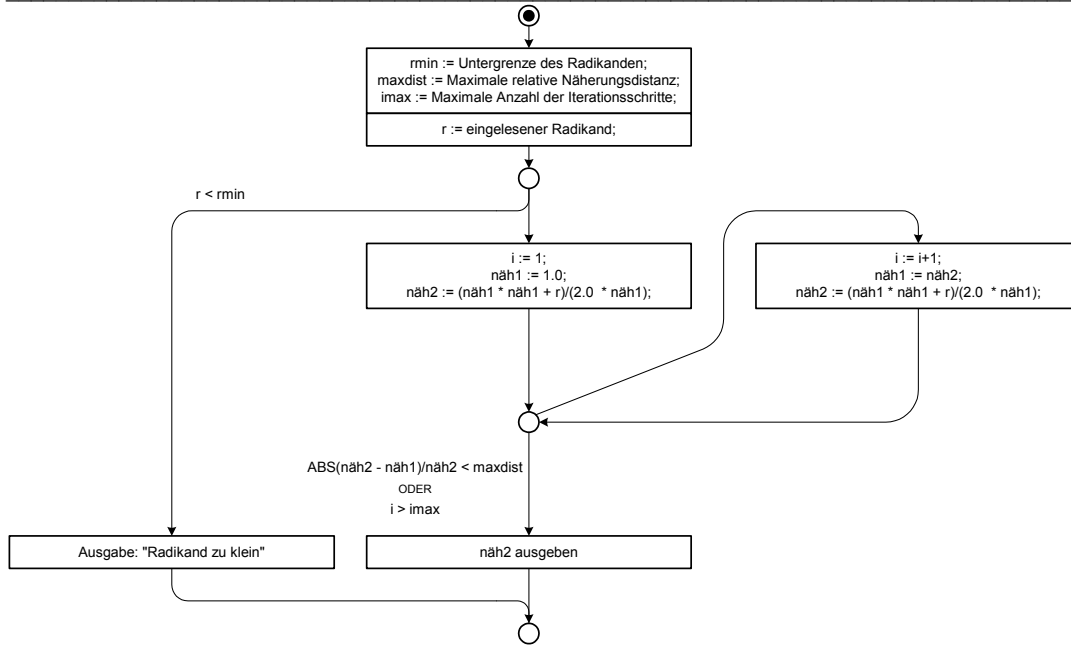 rmin := Untergrenze des Radikanden;
maxdist := Maximale relative Näherungsdistanz;
imax := Maximale Anzahl der Iterationsschritte;
r := eingelesener Radikand;
r < rmin
i := 1;
näh1 := 1.0;
näh2 := (näh1 * näh1 + r)/(2.0 * näh1);
i := i+1;
näh1 := näh2;
näh2 := (näh1 * näh1 + r)/(2.0  * näh1);
ABS(näh2 - näh1)/näh2 < maxdist
ODER
i > imax
Ausgabe: "Radikand zu klein"
näh2 ausgeben